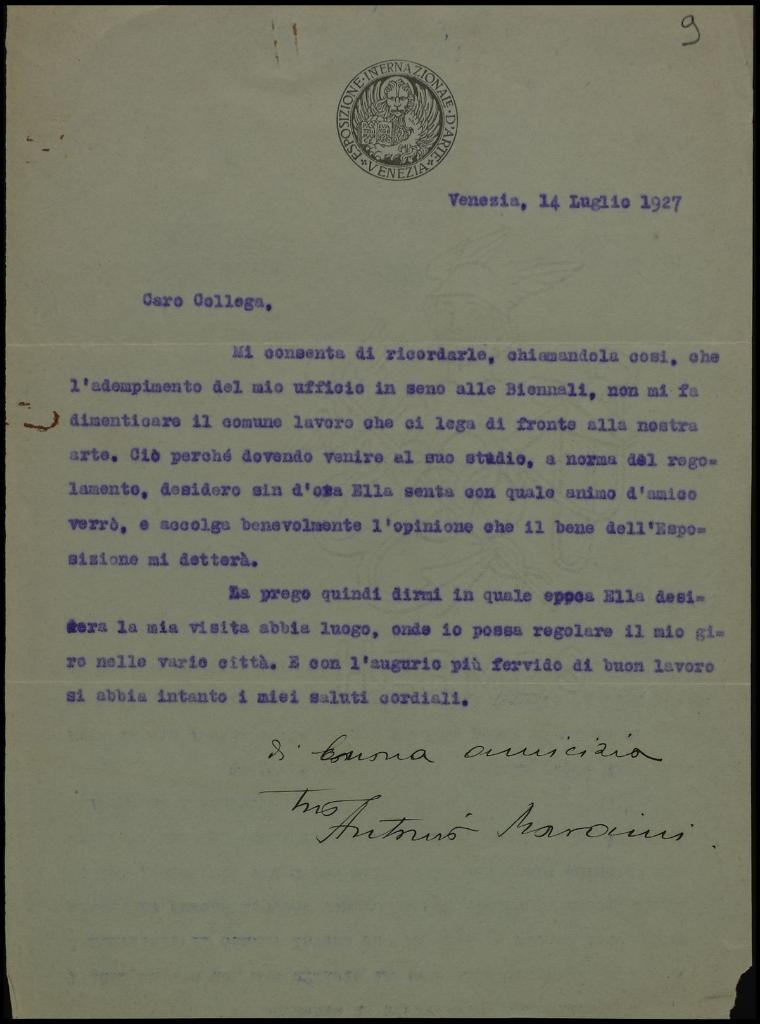 9
ESPOSIZIONE·INTERNAZIONALE·D'ARTE
VENEZIA
Venezia, 14 Luglio 1927
Caro Collega,
Mi consenta di ricordarle, chiamandola cosi, che
l'adempimento del mio ufficio in seno alle Biennali, non mi fa
dimenticare il comune lavoro che ci lega di fronte alla nostra
arte. Ciò perché dovendo venire al suo studio, a norma del rego=
lamento, desidero sin d'ora Ella senta con quale animo d'amico
verrò, e accolga benevolmente l'opinione che il bene dell'Espo=
sizione mi detterà.
La prego quindi dirmi in quale epoca Ella desi=
dera la mia visita abbia luogo, onde io possa regolare il mio gi=
ro nelle varie città. E con l'augurio più fervido di buon lavoro
si abbia intanto i miei saluti cordiali.
di buona amicizia
Antonio Maraini.